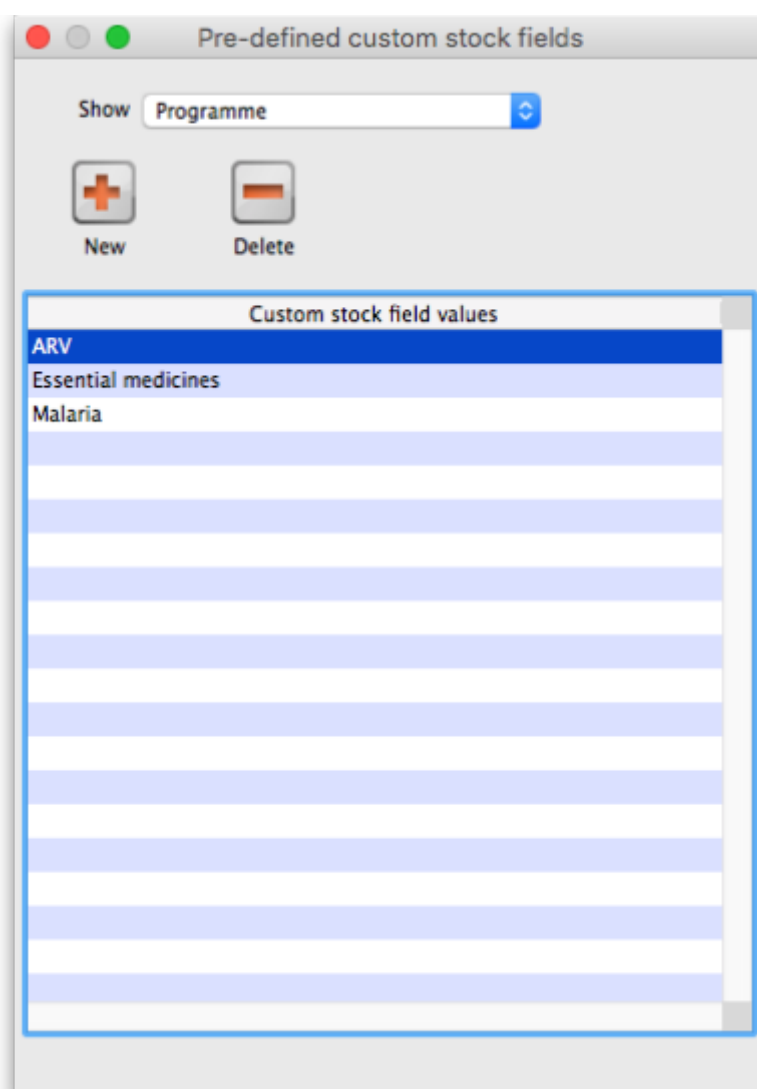 Pre-defined custom stock fields
Show Programme
New Delete
Custom stock field values
ARV
Essential medicines
Malaria